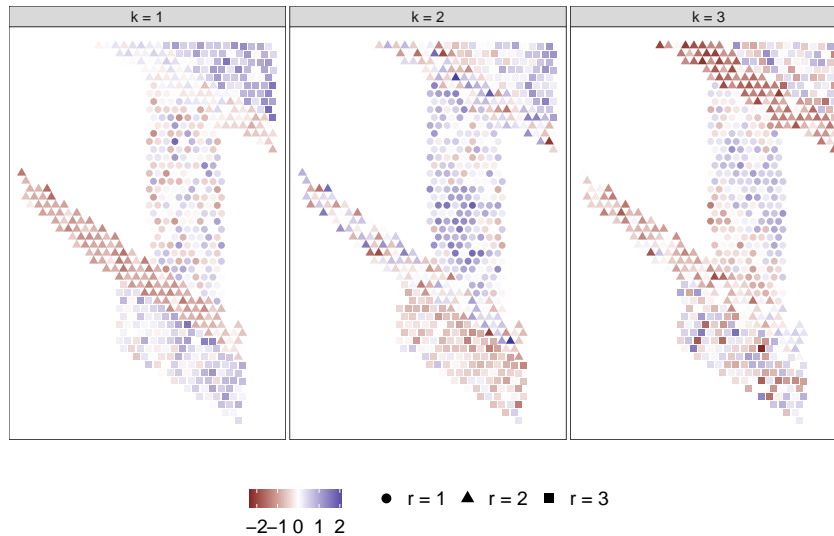 k = 1 k = 2 k = 3
r = 1 r = 2 r = 3
−2 −1 0 1 2